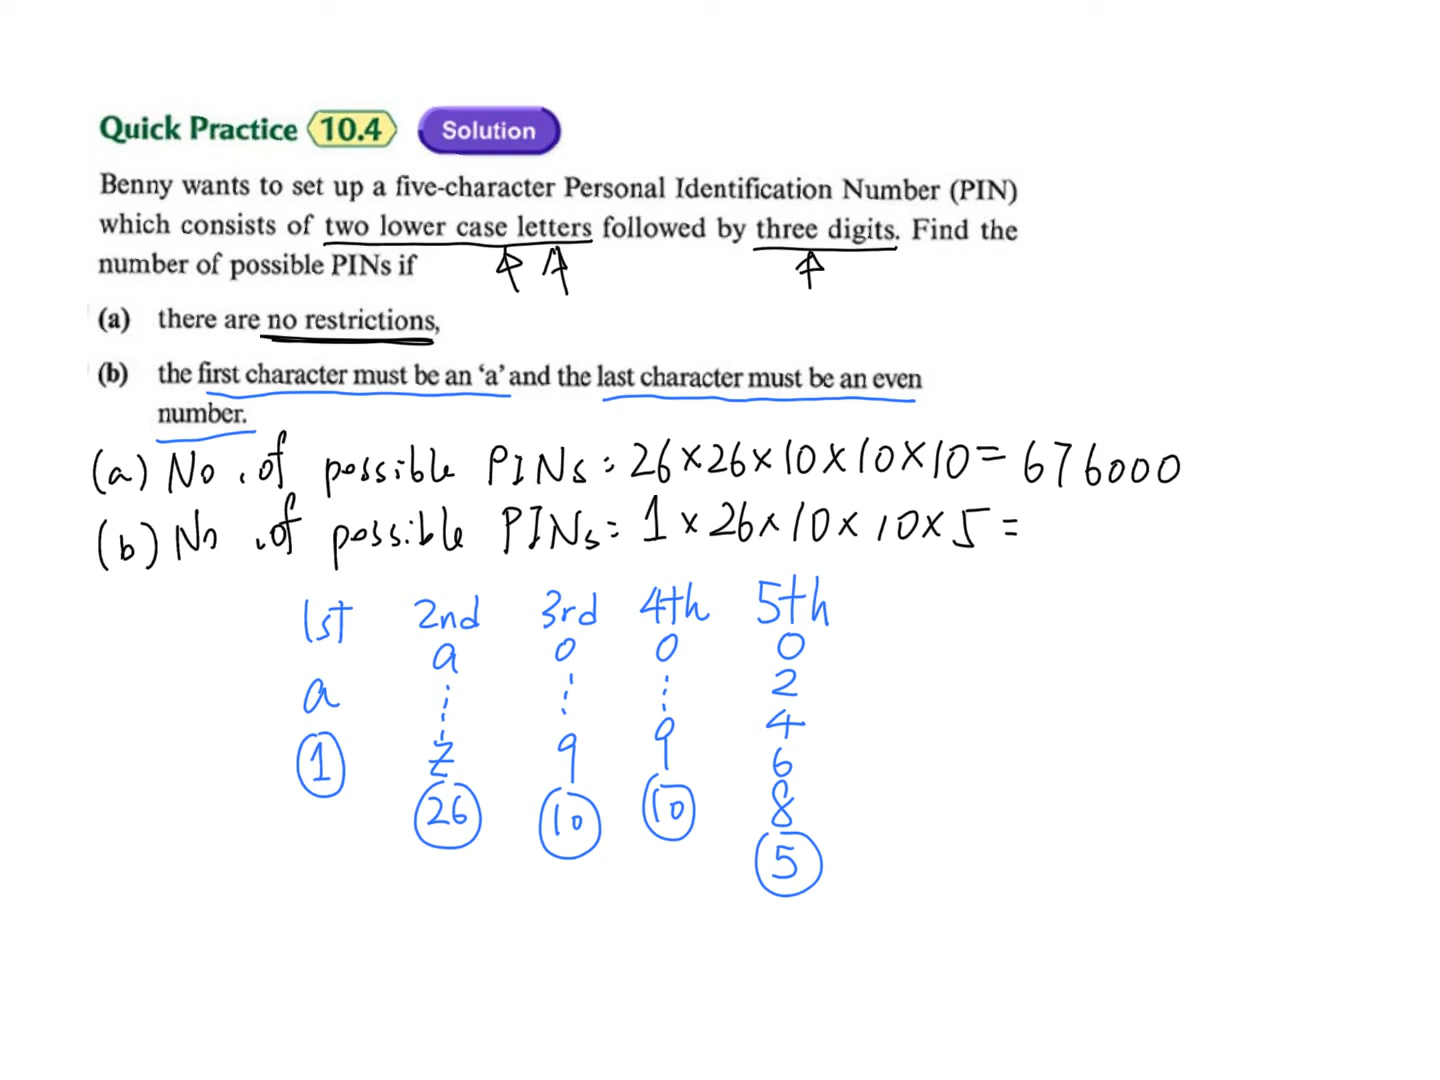 Quick Practice 10.4 Solution
Benny wants to set up a five-character Personal Identification Number (PIN)
which consists of two lower case letters followed by three digits. Find the
number of possible PINs if
(a) there are no restrictions,
(b) the first character must be an ‘a’ and the last character must be an even
number.
(a) No. of possible PINs: 26×26×10×10×10=676000
(b) No. of possible PINs: 1×26×10×10×5=
1st 2nd 3rd 4th 5th
a 0 0 0
a ⋮ ⋮ ⋮ 2
4
1 z 9 9 6
26 10 10 8
5